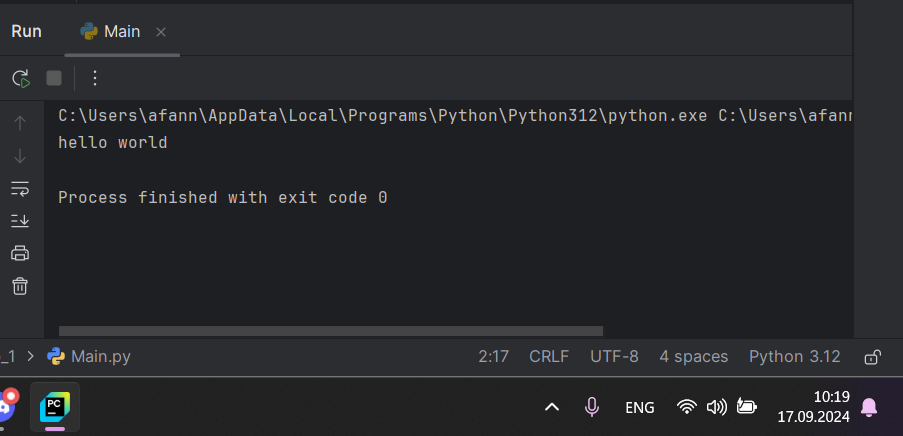 Run Main
C:\Users\afann\AppData\Local\Programs\Python\Python312\python.exe C:\Users\afann
hello world
Process finished with exit code 0
_1 > Main.py 2:17 CRLF UTF-8 4 spaces Python 3.12
PC ENG 10:19
17.09.2024